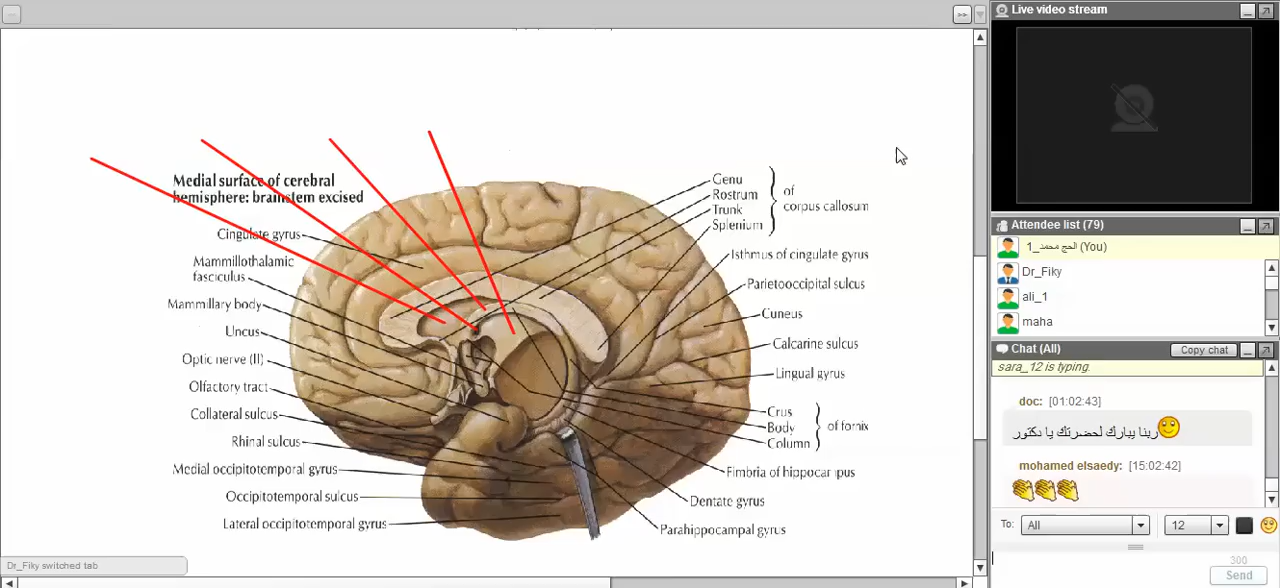 Medial surface of cerebral
hemisphere: brainstem excised
Cingulate gyrus
Mammillothalamic
fasciculus
Mammillary body
Uncus
Optic nerve (II)
Olfactory tract
Collateral sulcus
Rhinal sulcus
Medial occipitotemporal gyrus
Occipitotemporal sulcus
Lateral occipitotemporal gyrus
Genu
Rostrum
Trunk
Splenium
of
corpus callosum
Isthmus of cingulate gyrus
Parietooccipital sulcus
Cuneus
Calcarine sulcus
Lingual gyrus
Crus
Body
Column
of fornix
Fimbria of hippocampus
Dentate gyrus
Parahippocampal gyrus
Dr_Fiky switched tab
>>
Live video stream
Attendee list (79)
الحج محمد_1 (You)
Dr_Fiky
ali_1
maha
Chat (All)
Copy chat
sara_12 is typing.
doc: [01:02:43]
ربنا يبارك لحضرتك يا دكتور
mohamed elsaedy: [15:02:42]
To:
All
12
300
Send